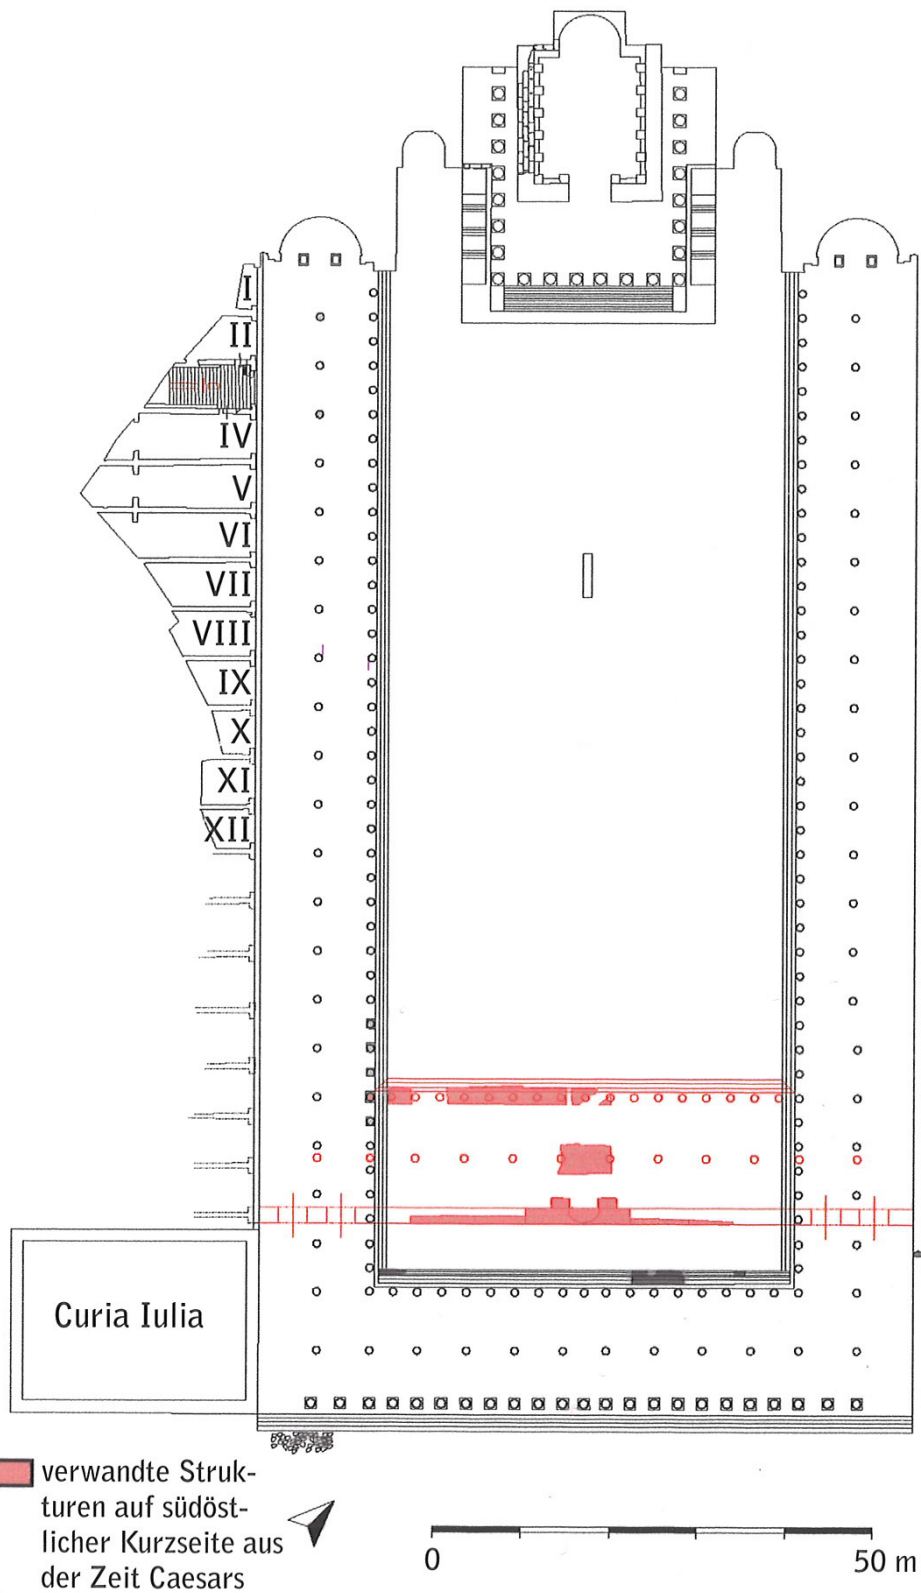 I
II
IV
V
VI
VII
VIII
IX
X
XI
XII
Curia Iulia
verwandte Struk-
turen auf südöst-
licher Kurzseite aus
der Zeit Caesars
0 50 m